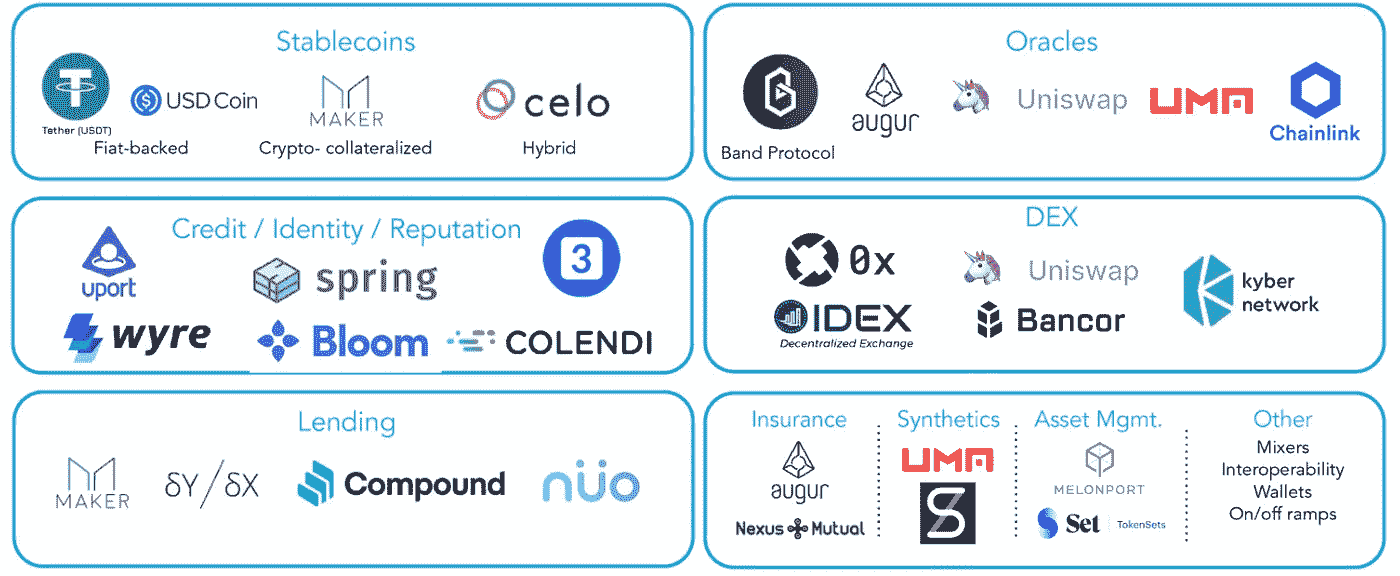 Stablecoins
Tether (USDT)
USD Coin
MAKER
celo
Fiat-backed
Crypto- collateralized
Hybrid
Oracles
Band Protocol
augur
Uniswap
UMA
Chainlink
Credit / Identity / Reputation
uport
spring
3
wyre
Bloom
COLENDI
DEX
0x
Uniswap
kyber
network
IDEX
Decentralized Exchange
Bancor
Lending
MAKER
δY/δX
Compound
nüo
Insurance
augur
Nexus Mutual
Synthetics
UMA
Asset Mgmt.
MELONPORT
Set TokenSets
Other
Mixers
Interoperability
Wallets
On/off ramps